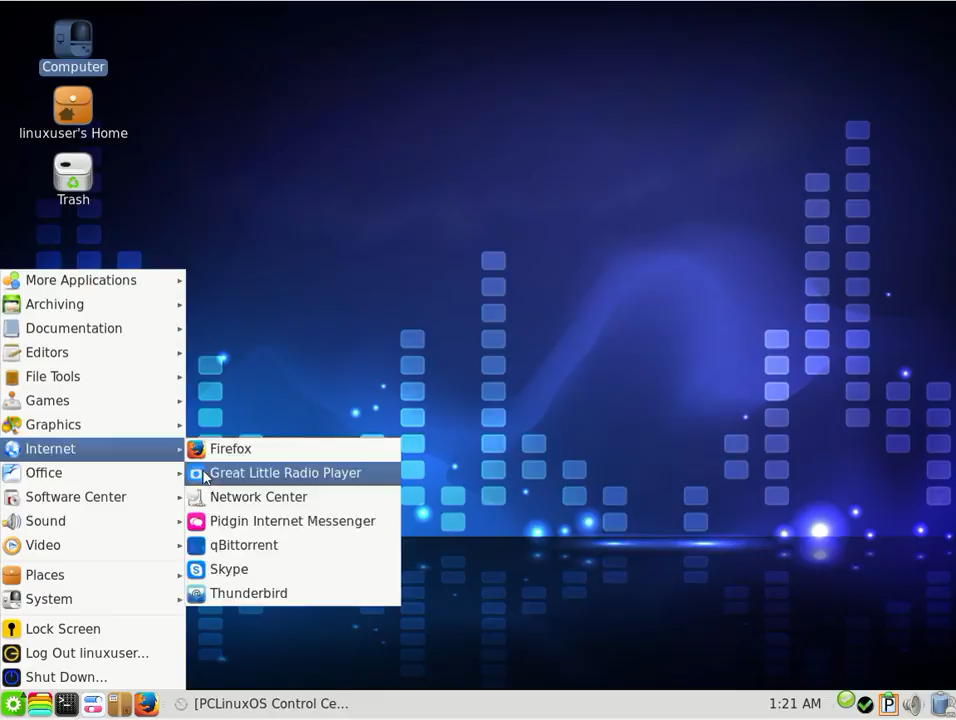 Computer
linuxuser's Home
Trash
More Applications
Archiving
Documentation
Editors
File Tools
Games
Graphics
Internet
Office
Software Center
Sound
Video
Places
System
Lock Screen
Log Out linuxuser...
Shut Down...
Firefox
Great Little Radio Player
Network Center
Pidgin Internet Messenger
qBittorrent
Skype
Thunderbird
[PCLinuxOS Control Ce...
1:21 AM